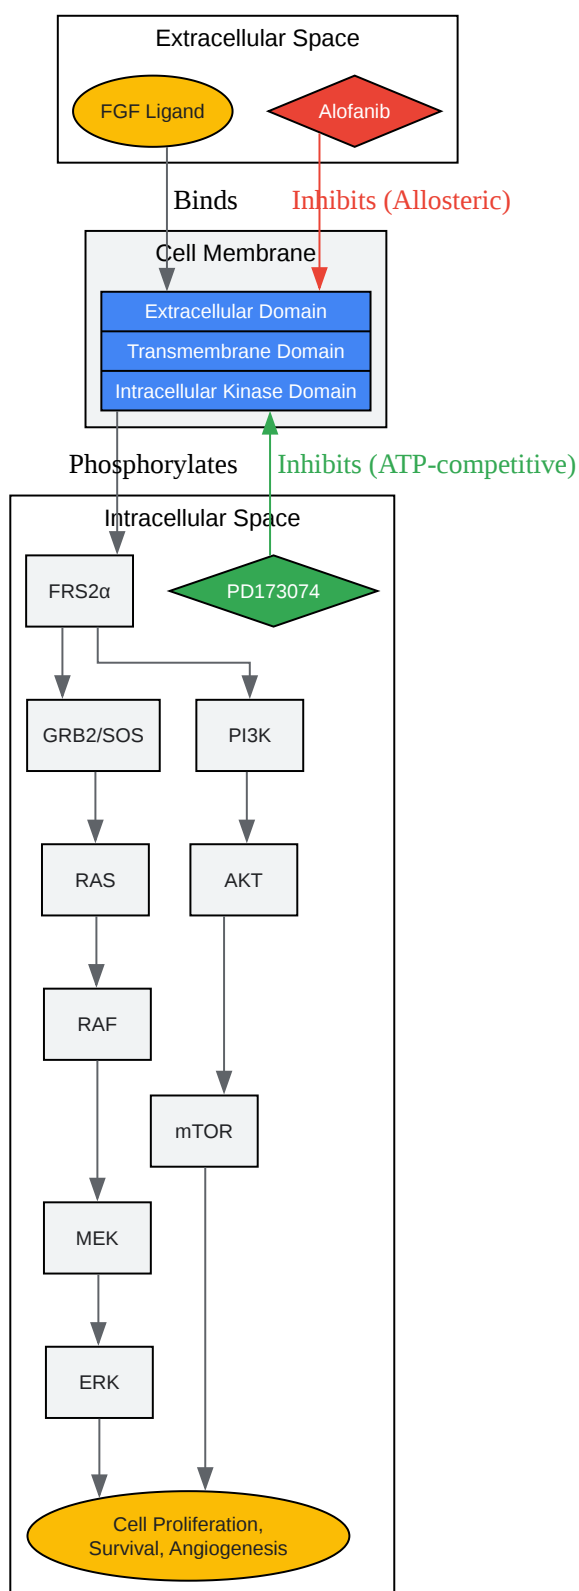 Extracellular Space
FGF Ligand
Alofanib
Binds
Inhibits (Allosteric)
Cell Membrane
Extracellular Domain
Transmembrane Domain
Intracellular Kinase Domain
Phosphorylates
Inhibits (ATP-competitive)
Intracellular Space
FRS2α
PD173074
GRB2/SOS
PI3K
RAS
AKT
RAF
mTOR
MEK
ERK
Cell Proliferation,
Survival, Angiogenesis